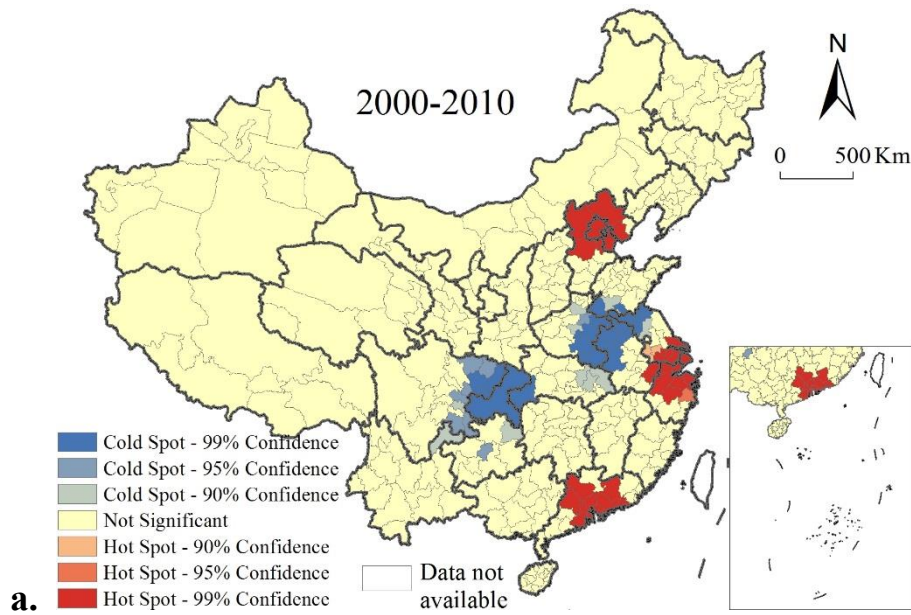 2000-2010
N
0 500 Km
Cold Spot - 99% Confidence
Cold Spot - 95% Confidence
Cold Spot - 90% Confidence
Not Significant
Hot Spot - 90% Confidence
Hot Spot - 95% Confidence
Hot Spot - 99% Confidence
Data not
available
a.